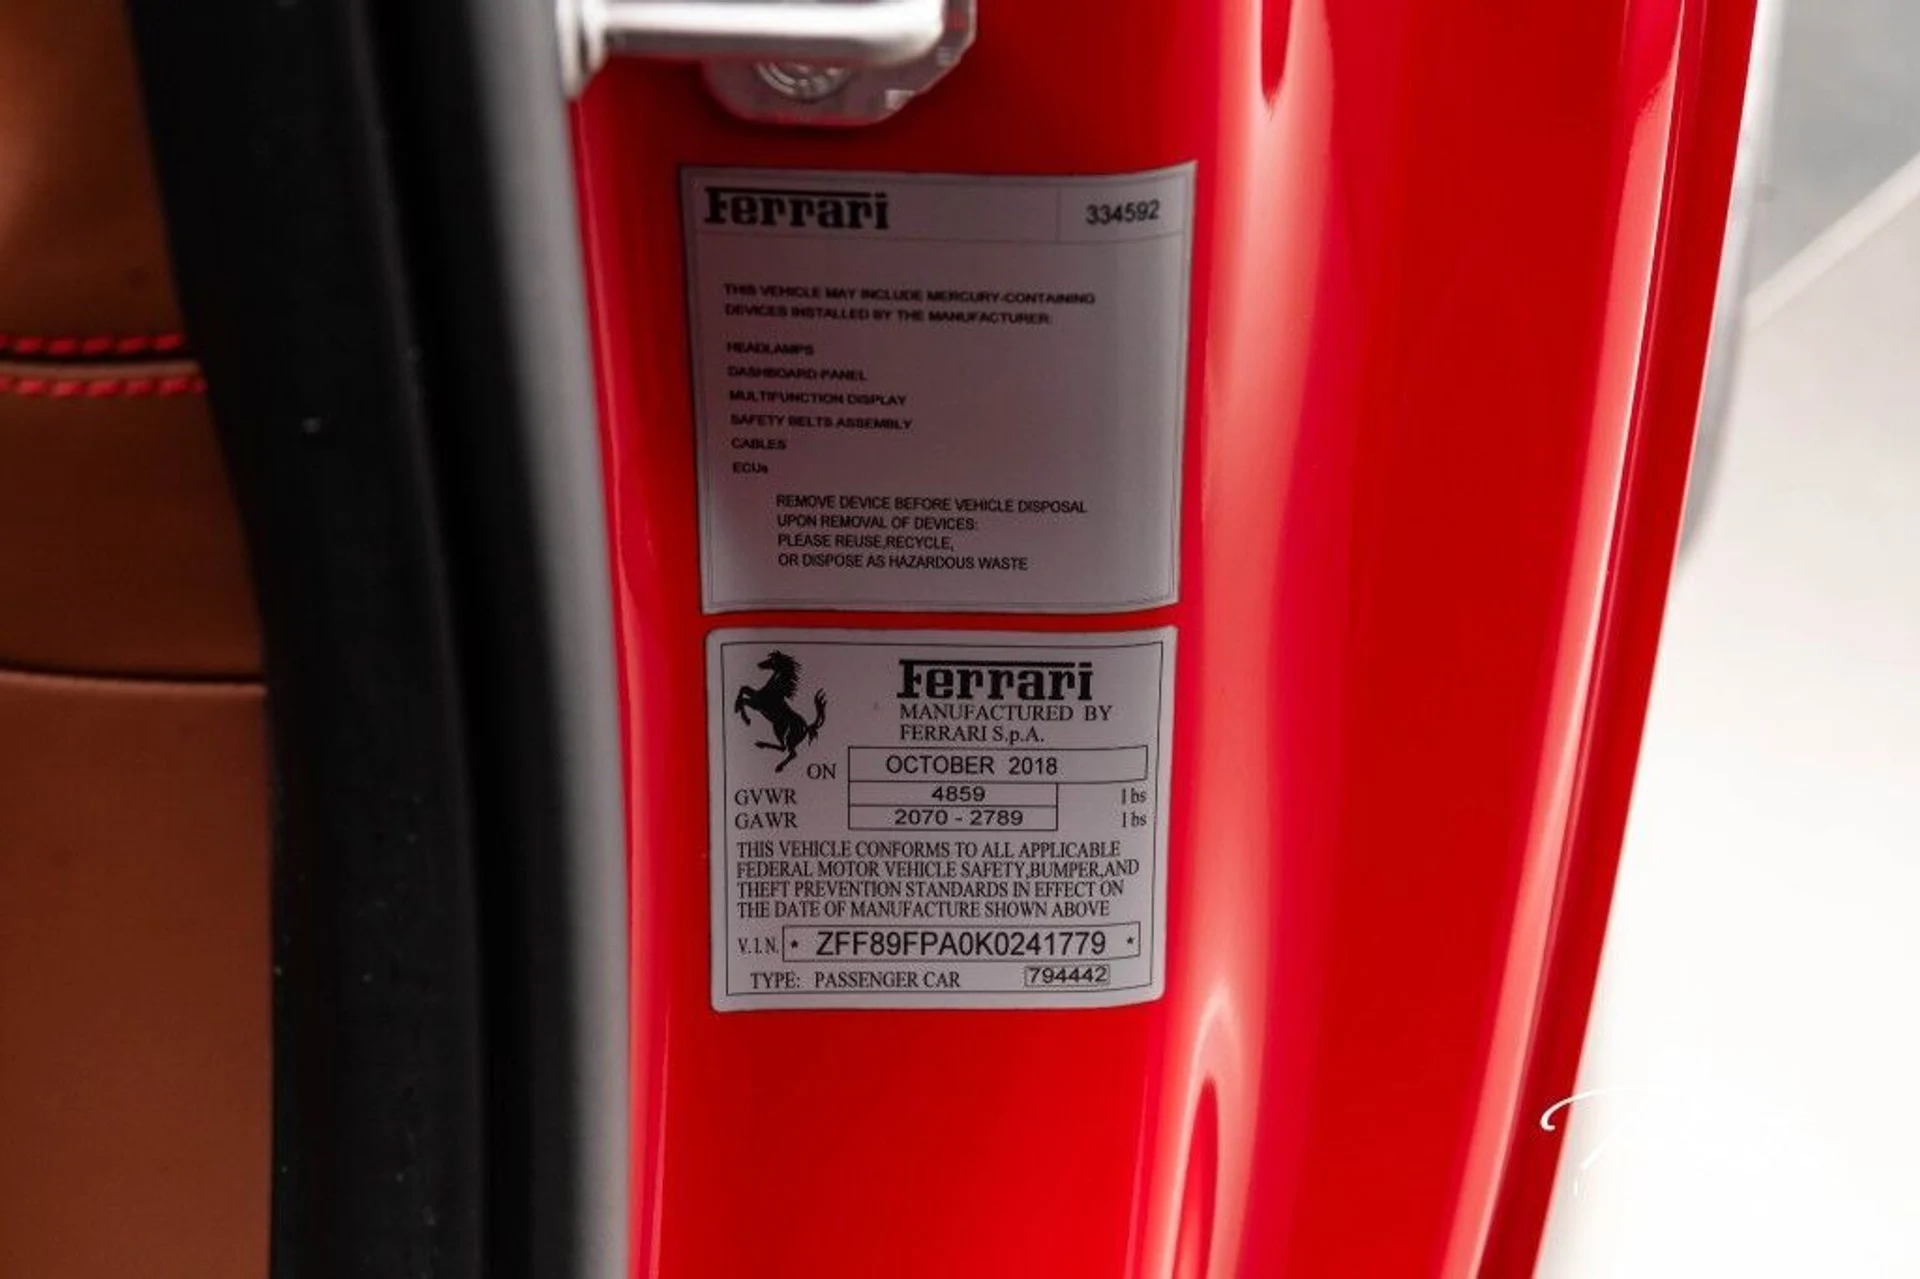 Ferrari 334592
THIS VEHICLE MAY INCLUDE MERCURY-CONTAINING
DEVICES INSTALLED BY THE MANUFACTURER:
HEADLAMPS
DASHBOARD PANEL
MULTIFUNCTION DISPLAY
SAFETY BELTS ASSEMBLY
CABLES
ECUs
REMOVE DEVICE BEFORE VEHICLE DISPOSAL
UPON REMOVAL OF DEVICES:
PLEASE REUSE,RECYCLE,
OR DISPOSE AS HAZARDOUS WASTE
Ferrari
MANUFACTURED BY
FERRARI S.p.A.
ON OCTOBER 2018
GVWR 4859 lbs
GAWR 2070 - 2789 lbs
THIS VEHICLE CONFORMS TO ALL APPLICABLE
FEDERAL MOTOR VEHICLE SAFETY,BUMPER,AND
THEFT PREVENTION STANDARDS IN EFFECT ON
THE DATE OF MANUFACTURE SHOWN ABOVE
V.I.N. * ZFF89FPA0K0241779 *
TYPE: PASSENGER CAR 794442